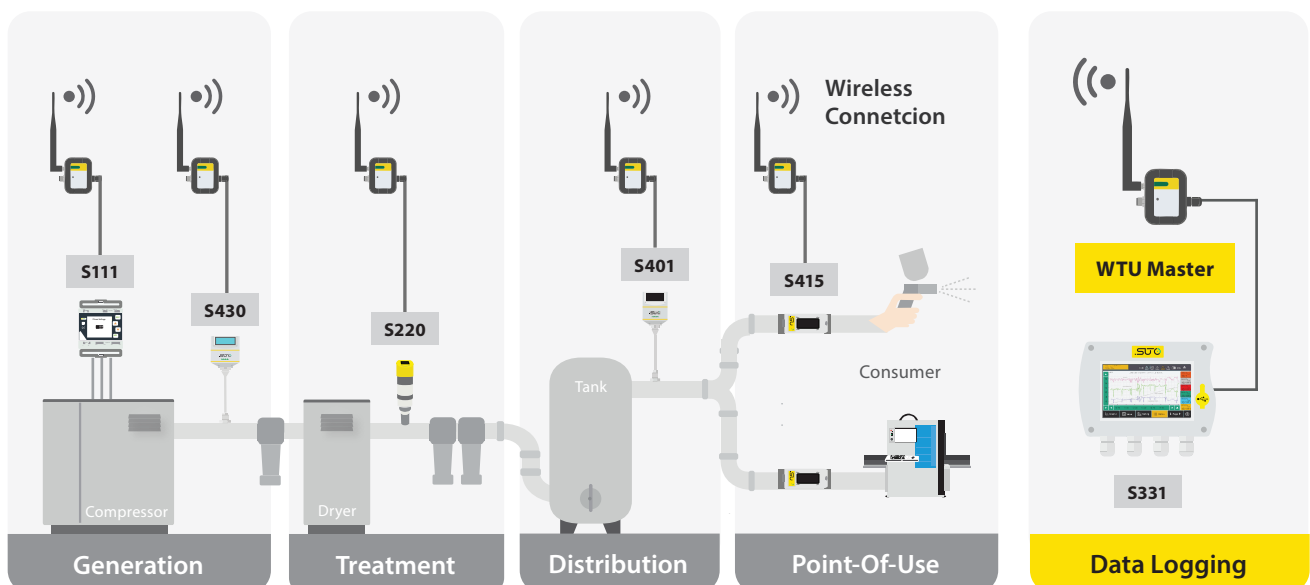 Wireless
Connetcion
S111
S430
S220
S401
S415
WTU Master
SUTO
Tank
Consumer
Compressor
Dryer
S331
Generation
Treatment
Distribution
Point-Of-Use
Data Logging